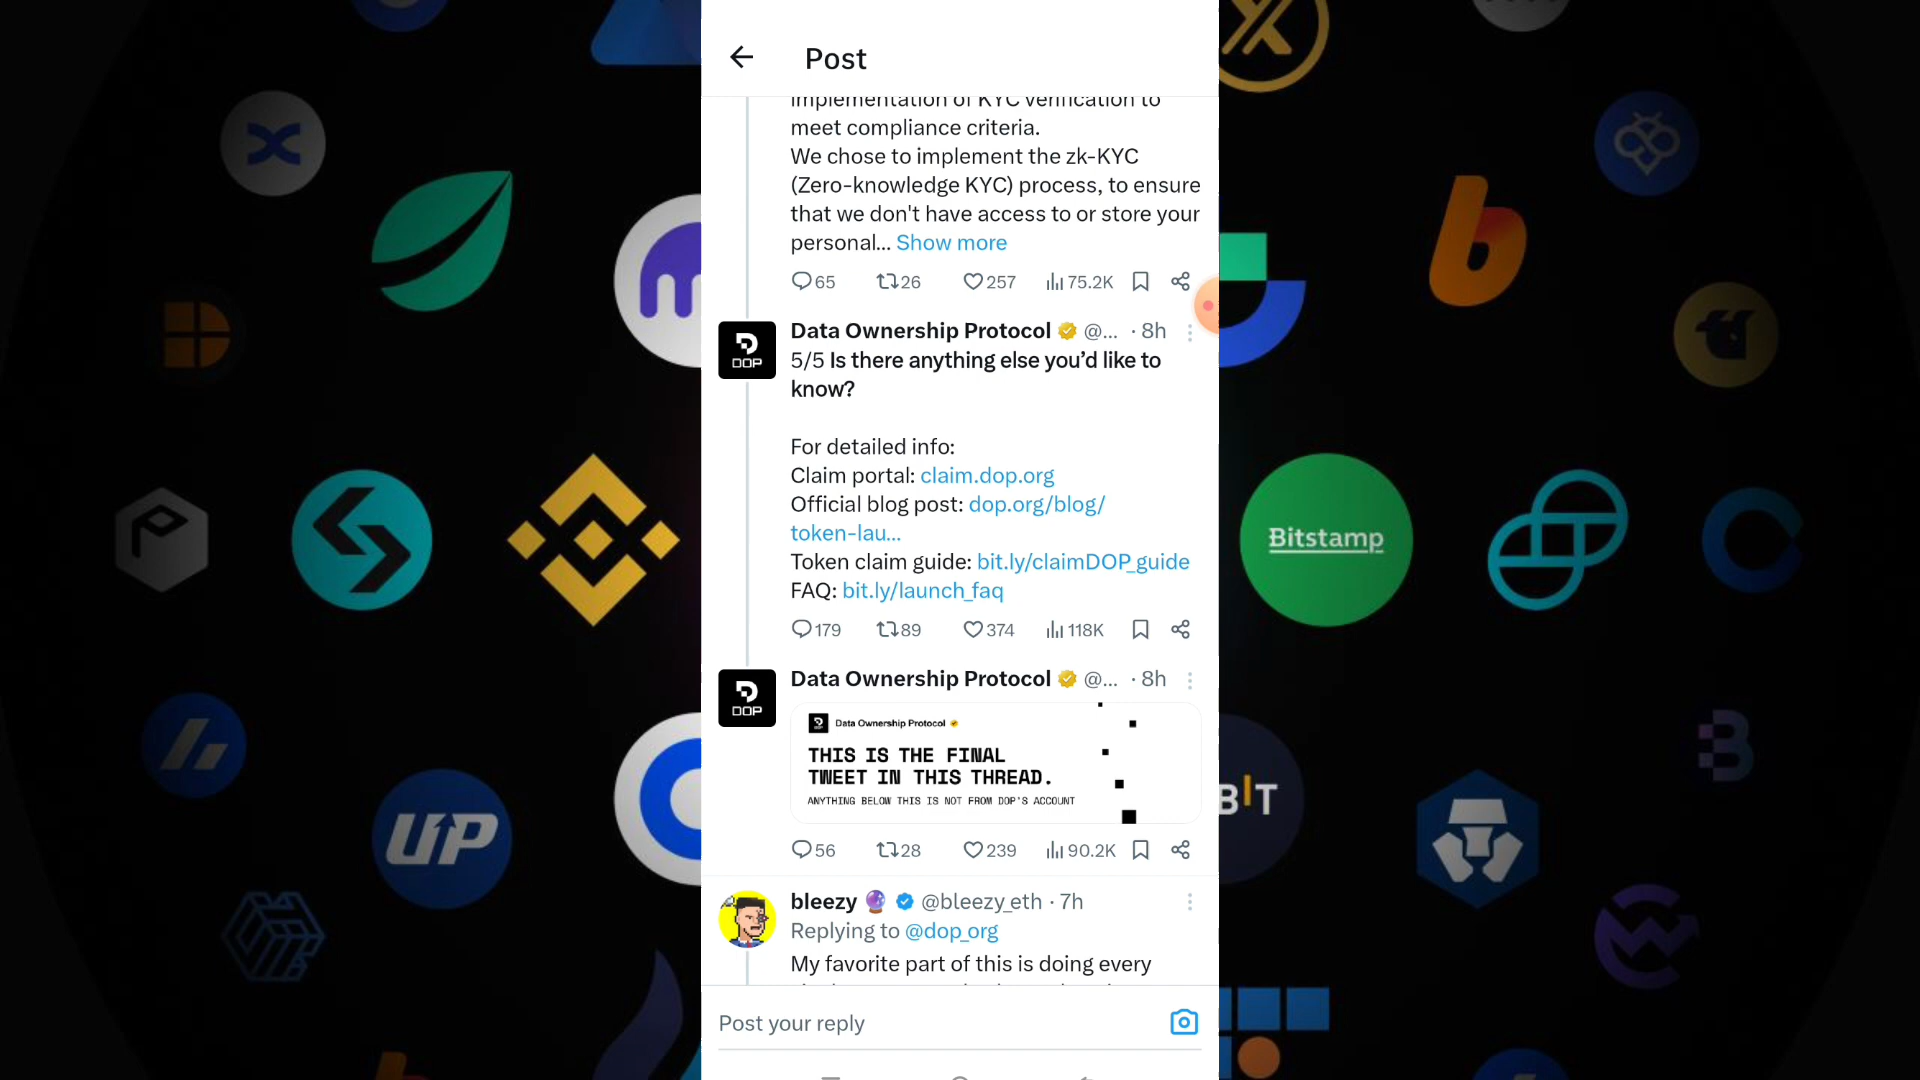 Post
implementation of KYC verification to
meet compliance criteria.
We chose to implement the zk-KYC
(Zero-knowledge KYC) process, to ensure
that we don't have access to or store your
personal... Show more
65 26 257 75.2K
Data Ownership Protocol @... · 8h
5/5 Is there anything else you’d like to
know?
For detailed info:
Claim portal: claim.dop.org
Official blog post: dop.org/blog/
token-lau...
Token claim guide: bit.ly/claimDOP_guide
FAQ: bit.ly/launch_faq
179 89 374 118K
DOP
Data Ownership Protocol @... · 8h
Data Ownership Protocol
THIS IS THE FINAL
TWEET IN THIS THREAD.
ANYTHING BELOW THIS IS NOT FROM DOP'S ACCOUNT
56 28 239 90.2K
DOP
bleezy @bleezy_eth · 7h
Replying to @dop_org
My favorite part of this is doing every
Post your reply
Bitstamp
UP
BIT